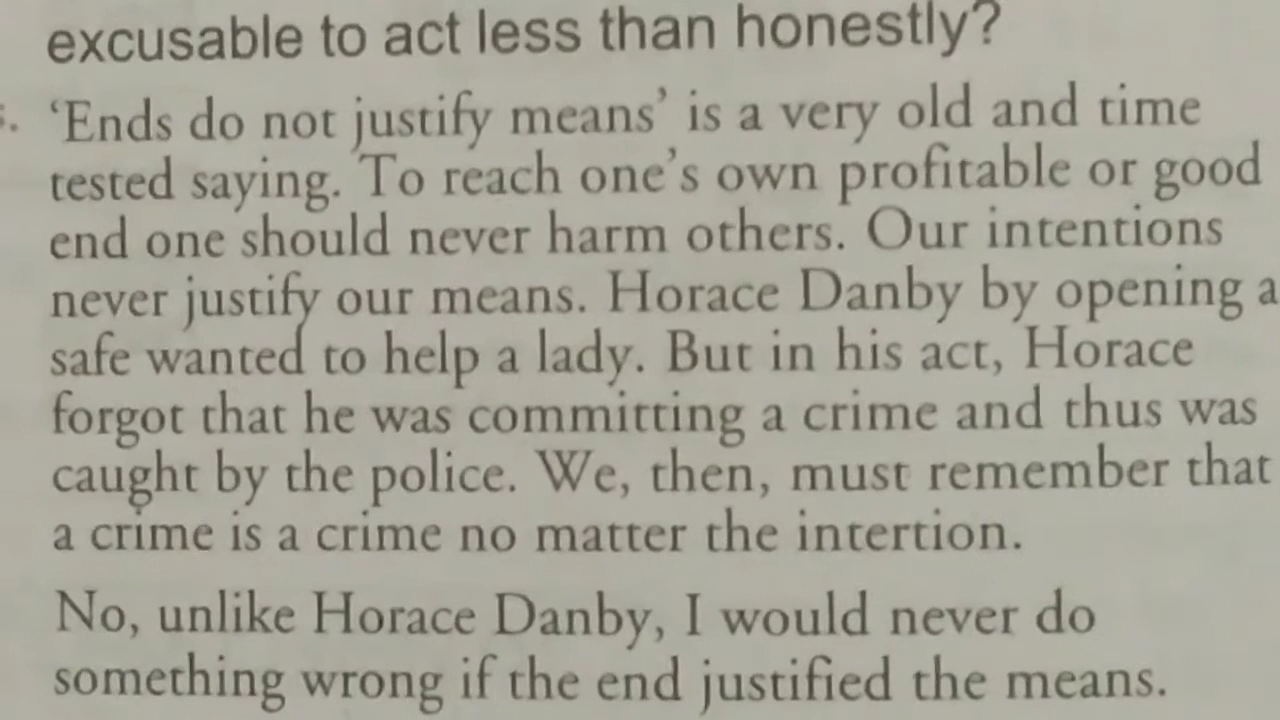 excusable to act less than honestly?
. 'Ends do not justify means' is a very old and time
tested saying. To reach one's own profitable or good
end one should never harm others. Our intentions
never justify our means. Horace Danby by opening a
safe wanted to help a lady. But in his act, Horace
forgot that he was committing a crime and thus was
caught by the police. We, then, must remember that
a crime is a crime no matter the intertion.
No, unlike Horace Danby, I would never do
something wrong if the end justified the means.